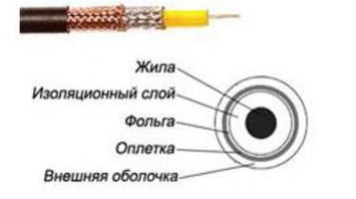 Жила
Изоляционный слой
Фольга
Оплетка
Внешняя оболочка